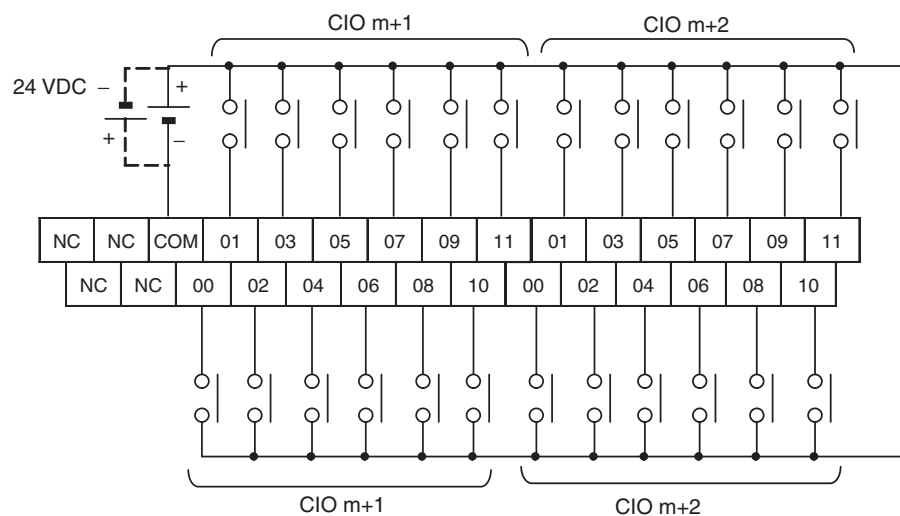 CIO m+1 CIO m+2
24 VDC − +
+ −
NC NC COM 01 03 05 07 09 11 01 03 05 07 09 11
NC NC 00 02 04 06 08 10 00 02 04 06 08 10
CIO m+1 CIO m+2